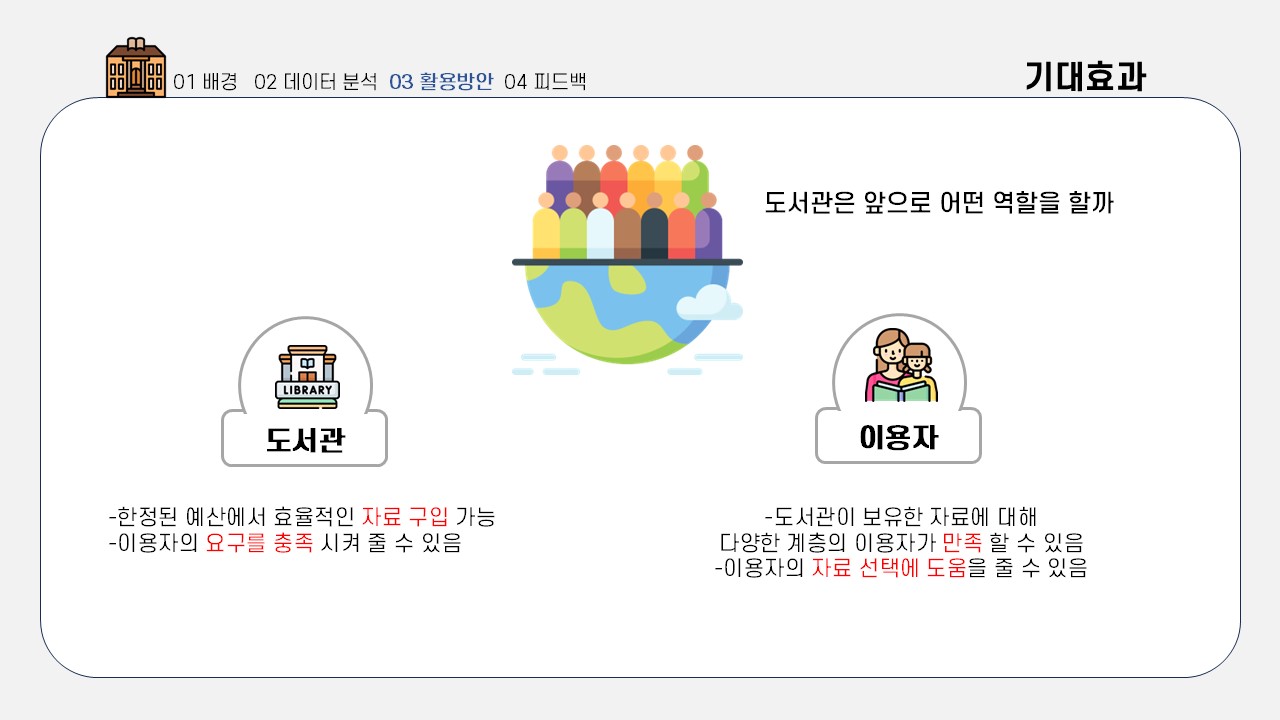 01 배경 02 데이터 분석 03 활용방안 04 피드백
기대효과
도서관은 앞으로 어떤 역할을 할까
LIBRARY
도서관
-한정된 예산에서 효율적인 자료 구입 가능
-이용자의 요구를 충족 시켜 줄 수 있음
이용자
-도서관이 보유한 자료에 대해
다양한 계층의 이용자가 만족 할 수 있음
-이용자의 자료 선택에 도움을 줄 수 있음